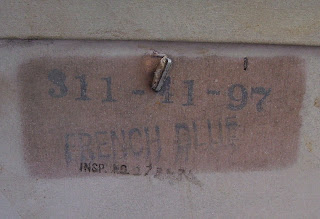 311-41-97
FRENCH BLUE
INSP. NO.